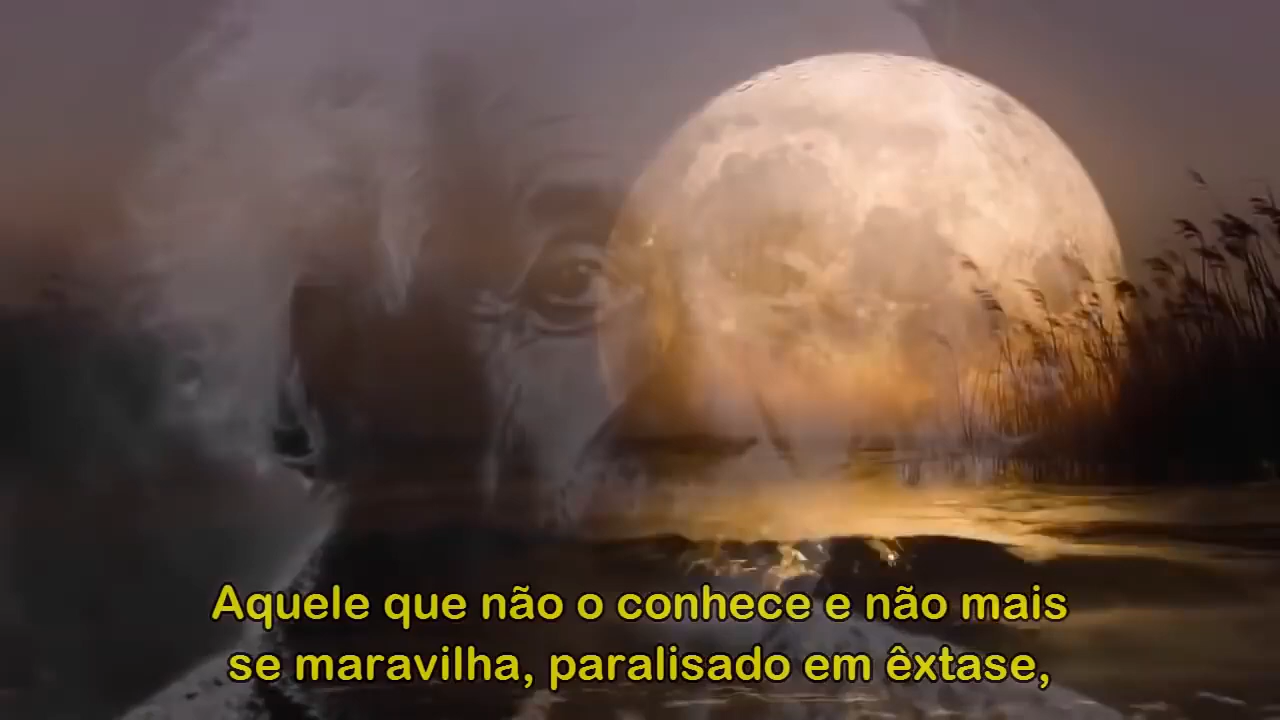 Aquele que não o conhece e não mais
se maravilha, paralisado em êxtase,